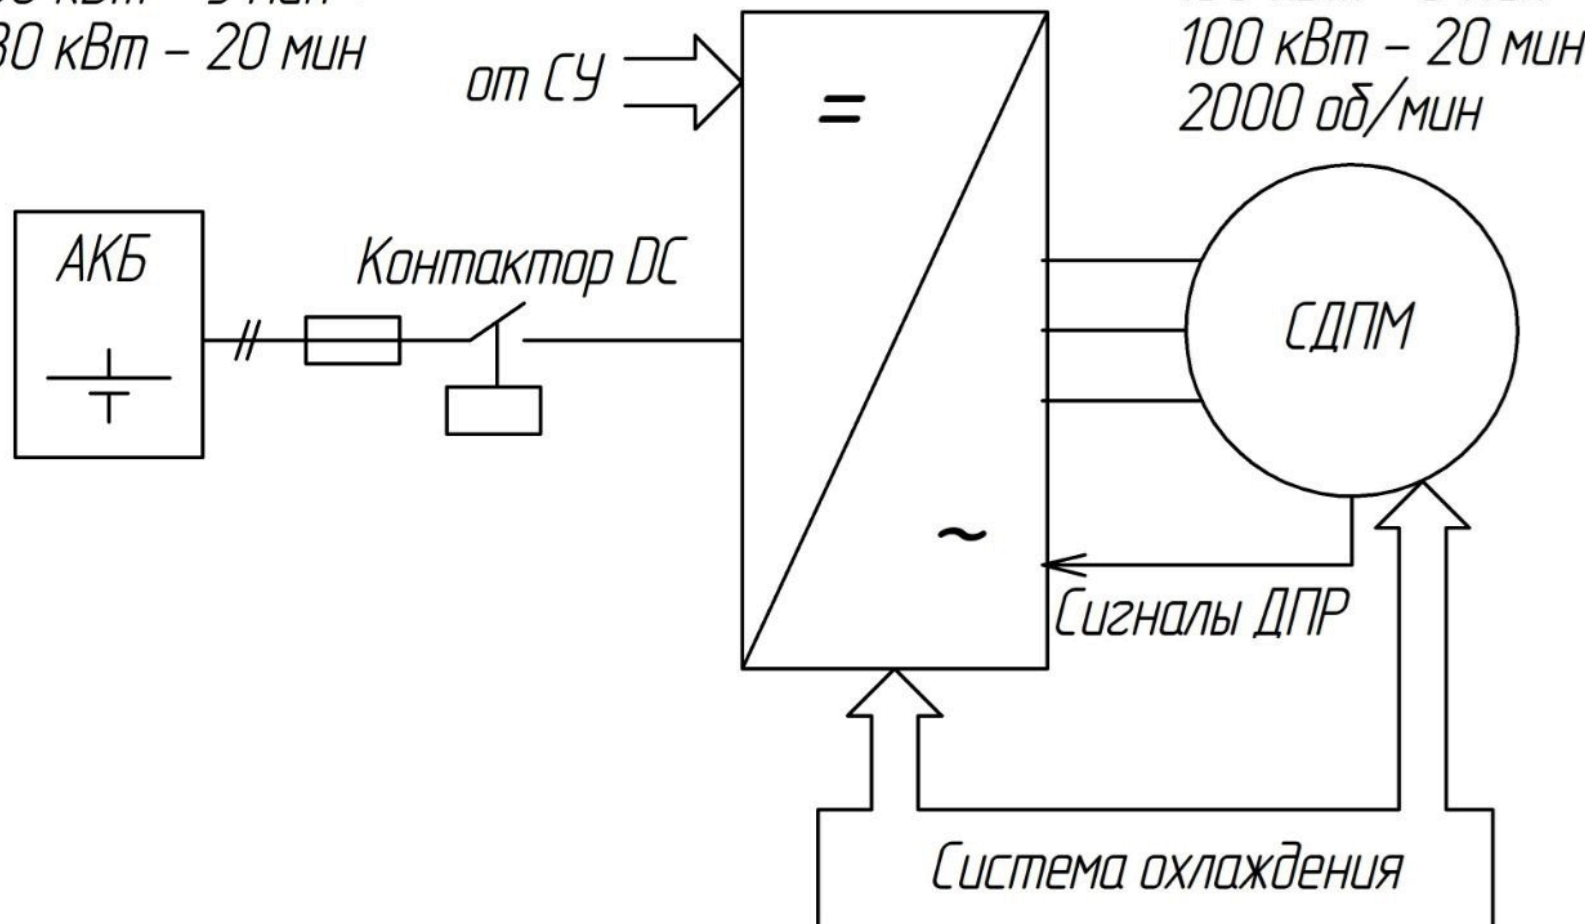 80 кВт – 20 мин
от СУ
=
100 кВт – 20 мин
2000 об/мин
АКБ
Контактор DC
СДПМ
~
Сигналы ДПР
Система охлаждения